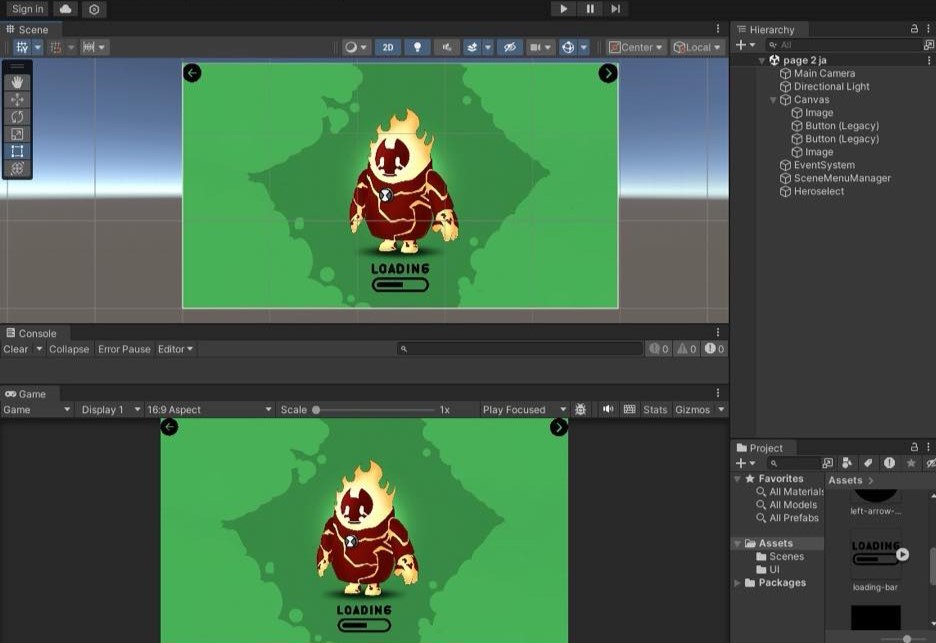 Sign in
Scene
2D
Center
Local
LOADING
Console
Clear
Collapse
Error Pause
Editor
0
0
0
Game
Game
Display 1
16:9 Aspect
Scale
1x
Play Focused
Stats
Gizmos
LOADING
Hierarchy
All
page 2 ja
Main Camera
Directional Light
Canvas
Image
Button (Legacy)
Button (Legacy)
Image
EventSystem
SceneMenuManager
Heroselect
Project
Favorites
All Materials
All Models
All Prefabs
Assets
Scenes
UI
Packages
Assets
left-arrow-...
LOADING
loading-bar